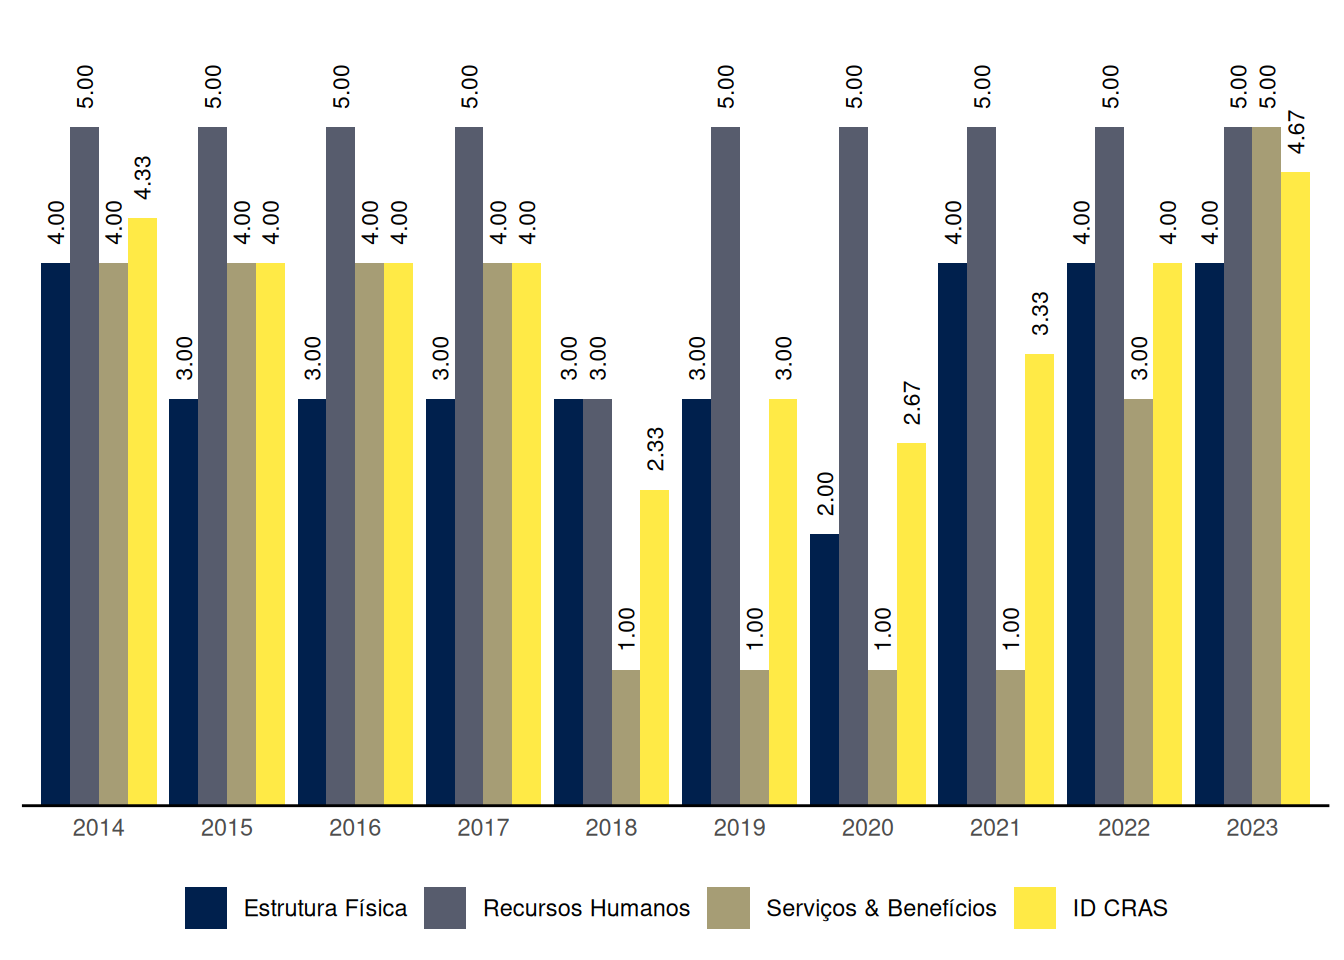 5.00 5.00 5.00 5.00 5.00 5.00 5.00 5.00 5.00 5.00
4.67
4.33
4.00 4.00 4.00 4.00 4.00 4.00 4.00 4.00 4.00 4.00 4.00 4.00
3.33
3.00 3.00 3.00 3.00 3.00 3.00 3.00 3.00
2.67
2.33
2.00
1.00 1.00 1.00 1.00
2014 2015 2016 2017 2018 2019 2020 2021 2022 2023
Estrutura Física Recursos Humanos Serviços & Benefícios ID CRAS